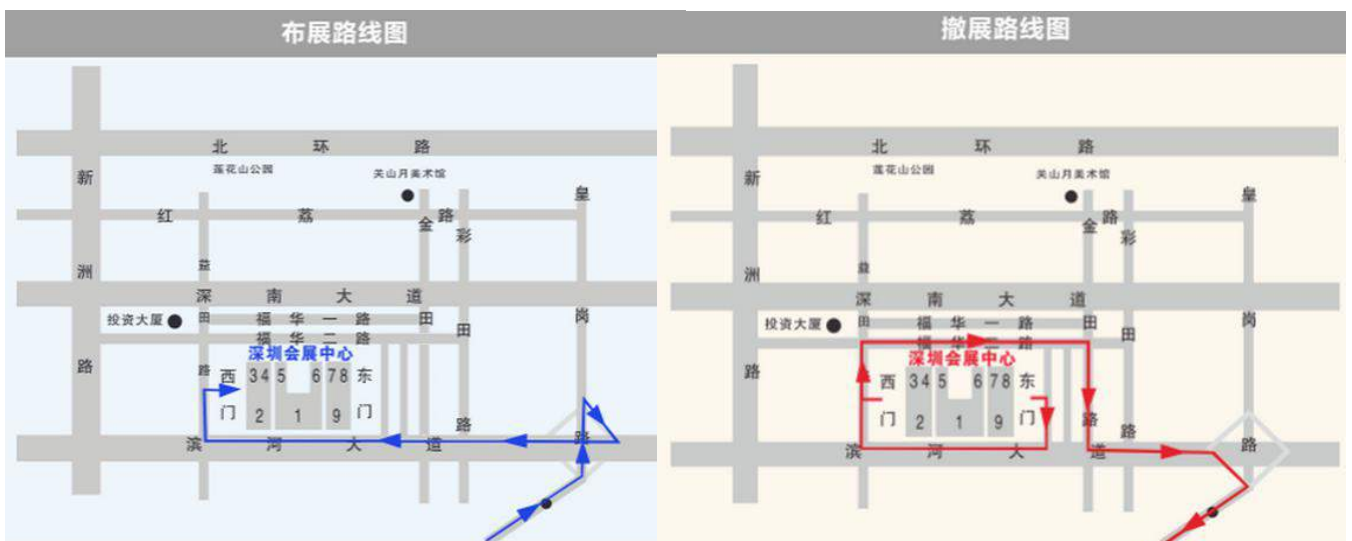 布展路线图
北环路
莲花山公园
关山月美术馆
新洲路
皇岗路
红荔路
金田路
彩田路
益田路
深南大道
投资大厦
福华一路
福华二路
深圳会展中心
西门
3 4 5 6 7 8
东门
2 1 9
滨河大道
撤展路线图
北环路
莲花山公园
关山月美术馆
新洲路
皇岗路
红荔路
金田路
彩田路
益田
深南大道
投资大厦
福华一路
福华二路
深圳会展中心
西门
3 4 5 6 7 8
东门
2 1 9
滨河大道